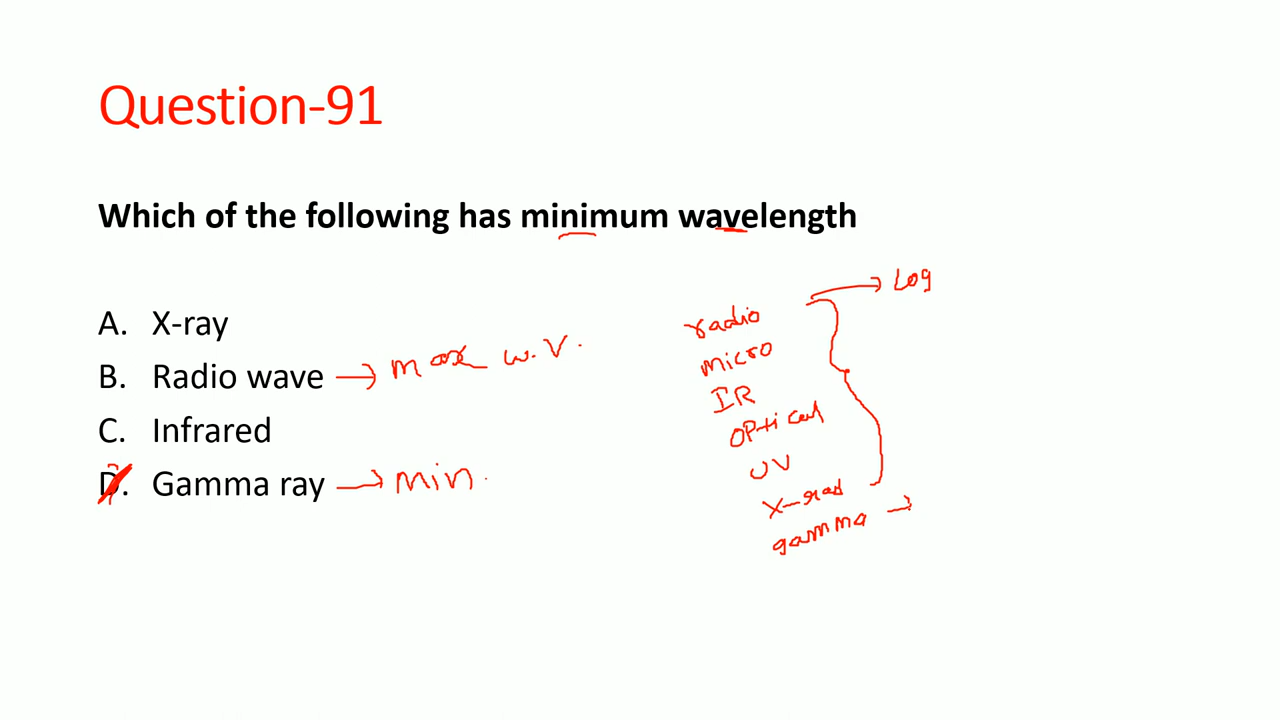 Question-91
Which of the following has minimum wavelength
A. X-ray
B. Radio wave → max w.v.
C. Infrared
D. Gamma ray → Min.
radio → Log
micro
IR
optical
UV
X-rad
gamma →